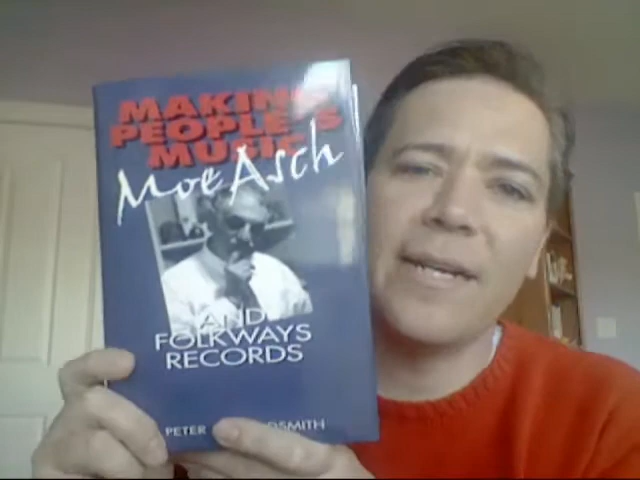 MAKING
PEOPLE'S
MUSIC
Moe Asch
AND
FOLKWAYS
RECORDS
PETER